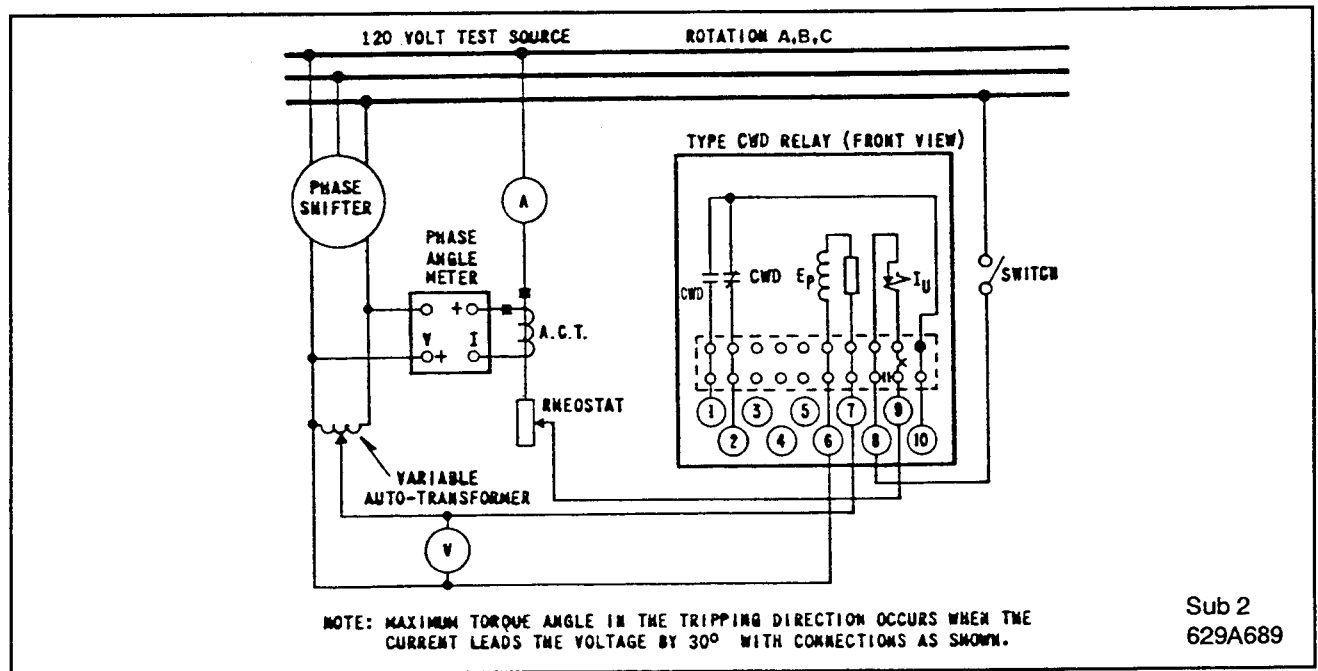 120 VOLT TEST SOURCE
ROTATION A,B,C
TYPE CWD RELAY (FRONT VIEW)
PHASE
SHIFTER
A
PHASE
ANGLE
METER
+
V
I
+
A.C.T.
CWD
CWD
EP
IU
SWITCH
RHEOSTAT
1
3
5
7
9
2
4
6
8
10
VARIABLE
AUTO-TRANSFORMER
V
NOTE: MAXIMUM TORQUE ANGLE IN THE TRIPPING DIRECTION OCCURS WHEN THE
CURRENT LEADS THE VOLTAGE BY 30° WITH CONNECTIONS AS SHOWN.
Sub 2
629A689